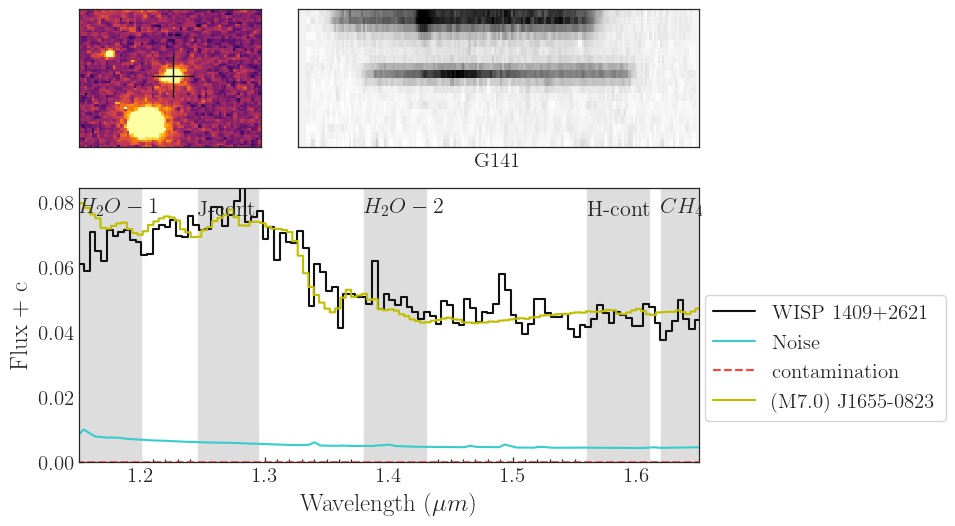 G141
H₂O − 1
J-cont
H₂O − 2
H-cont
CH₄
0.08
0.06
0.04
0.02
0.00
Flux + c
1.2
1.3
1.4
1.5
1.6
Wavelength (μm)
WISP 1409+2621
Noise
contamination
(M7.0) J1655-0823